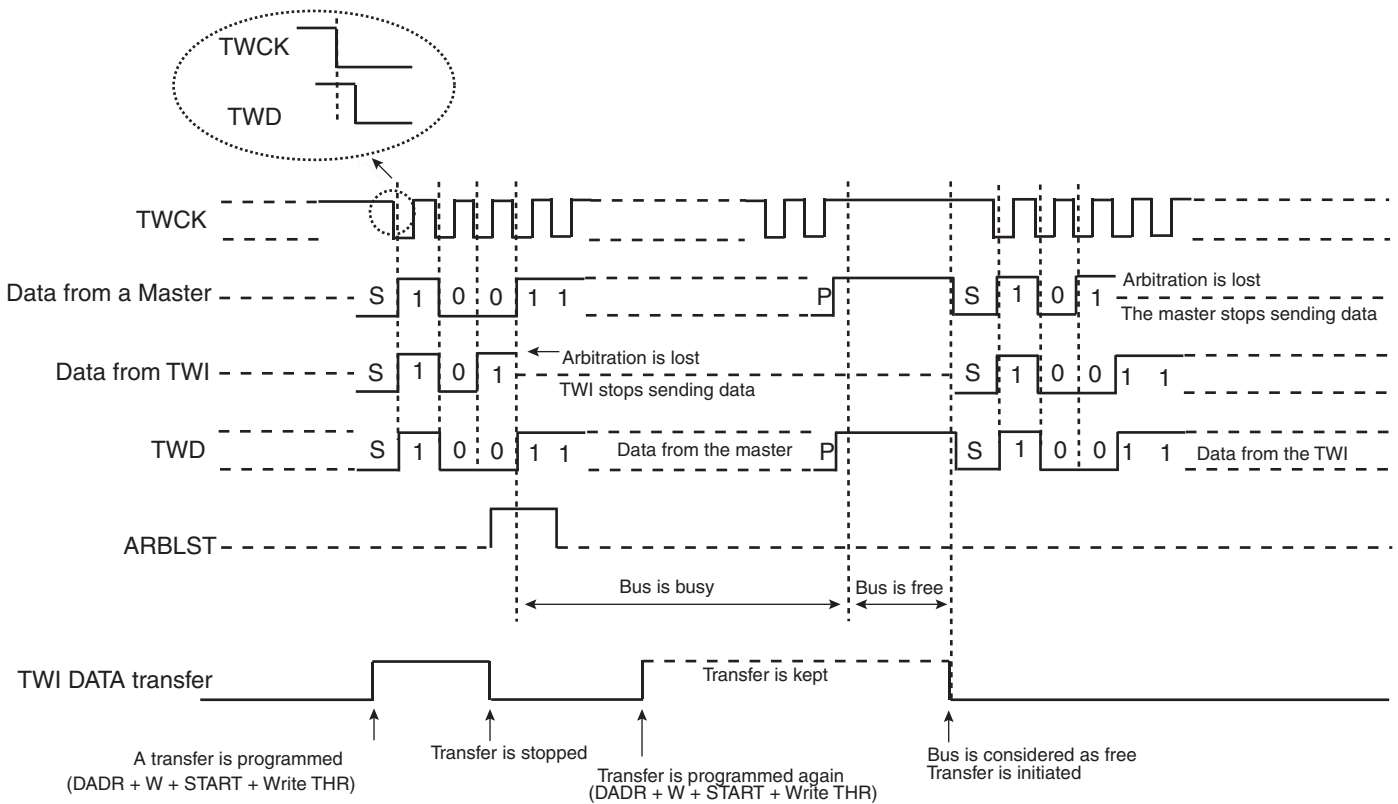 TWCK
TWD
TWCK
Data from a Master S 1 0 0 1 1 P S 1 0 1 Arbitration is lost
The master stops sending data
Data from TWI S 1 0 1 Arbitration is lost S 1 0 0 1 1
TWI stops sending data
TWD S 1 0 0 1 1 Data from the master P S 1 0 0 1 1 Data from the TWI
ARBLST
Bus is busy Bus is free
TWI DATA transfer Transfer is kept
A transfer is programmed
(DADR + W + START + Write THR)
Transfer is stopped
Transfer is programmed again
(DADR + W + START + Write THR)
Bus is considered as free
Transfer is initiated